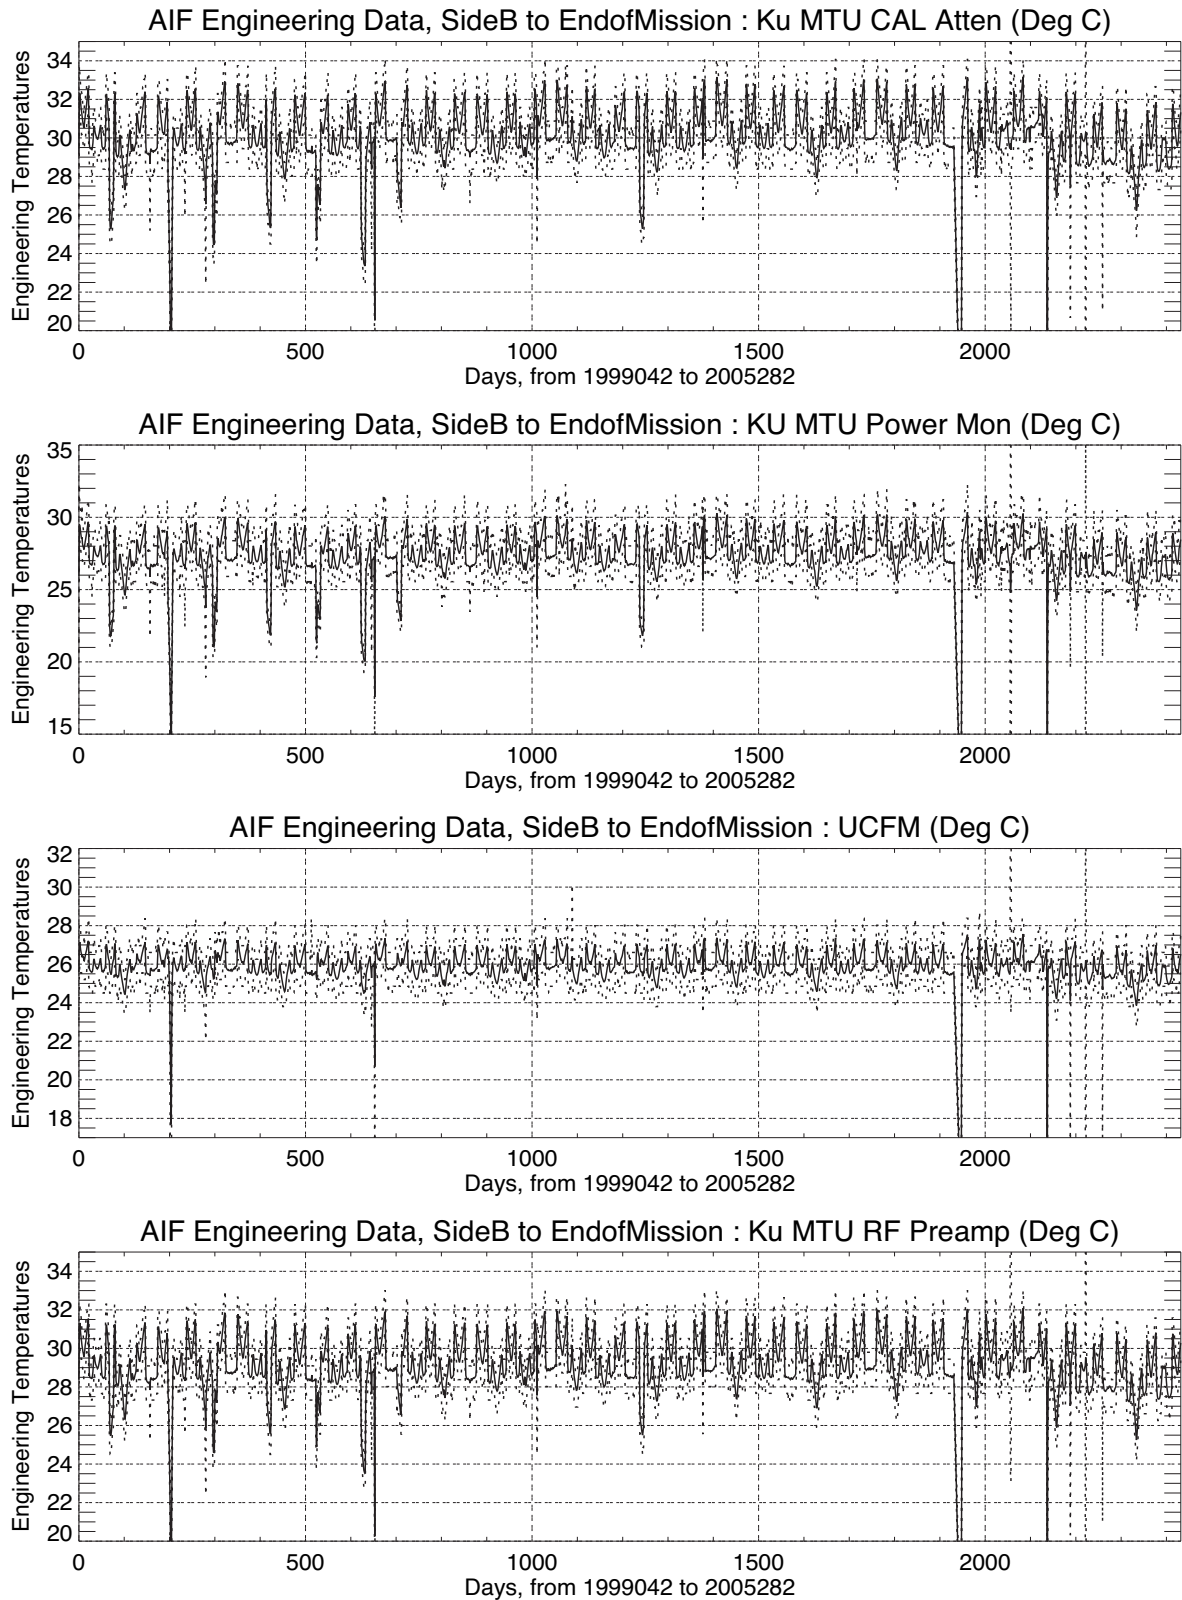 AIF Engineering Data, SideB to EndofMission : Ku MTU CAL Atten (Deg C)
Engineering Temperatures
34
32
30
28
26
24
22
20
0 500 1000 1500 2000
Days, from 1999042 to 2005282
AIF Engineering Data, SideB to EndofMission : KU MTU Power Mon (Deg C)
Engineering Temperatures
35
30
25
20
15
0 500 1000 1500 2000
Days, from 1999042 to 2005282
AIF Engineering Data, SideB to EndofMission : UCFM (Deg C)
Engineering Temperatures
32
30
28
26
24
22
20
18
0 500 1000 1500 2000
Days, from 1999042 to 2005282
AIF Engineering Data, SideB to EndofMission : Ku MTU RF Preamp (Deg C)
Engineering Temperatures
34
32
30
28
26
24
22
20
0 500 1000 1500 2000
Days, from 1999042 to 2005282